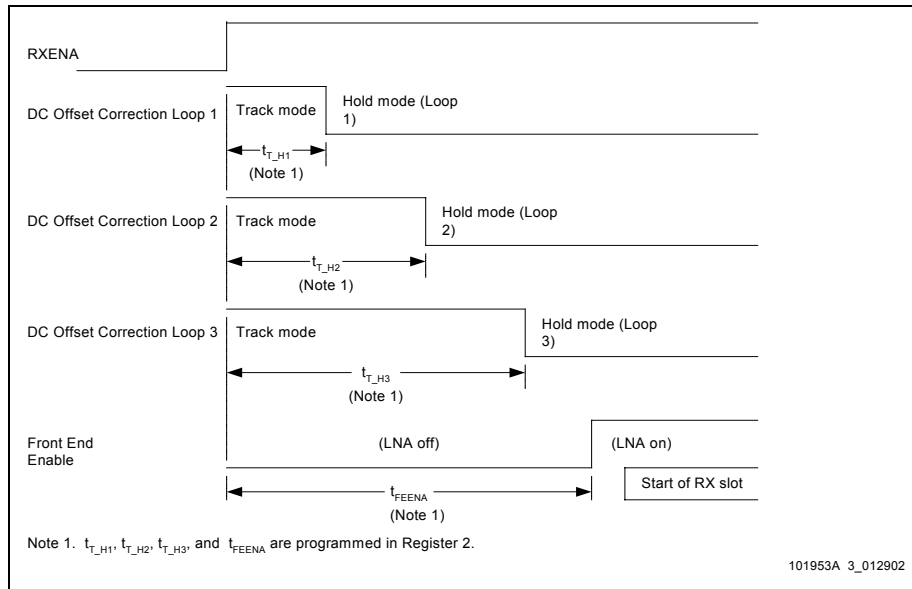 RXENA
DC Offset Correction Loop 1
Track mode
Hold mode (Loop
1)
tT_H1
(Note 1)
DC Offset Correction Loop 2
Track mode
Hold mode (Loop
2)
tT_H2
(Note 1)
DC Offset Correction Loop 3
Track mode
Hold mode (Loop
3)
tT_H3
(Note 1)
Front End
Enable
(LNA off)
(LNA on)
Start of RX slot
tFEENA
(Note 1)
Note 1. tT_H1, tT_H2, tT_H3, and tFEENA are programmed in Register 2.
101953A 3_012902